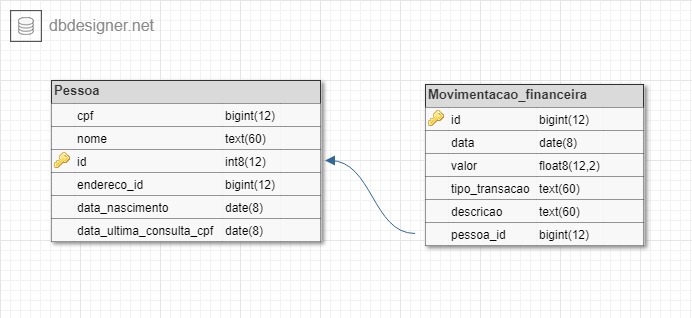 dbdesigner.net
Pessoa
cpf bigint(12)
nome text(60)
id int8(12)
endereco_id bigint(12)
data_nascimento date(8)
data_ultima_consulta_cpf date(8)
Movimentacao_financeira
id bigint(12)
data date(8)
valor float8(12,2)
tipo_transacao text(60)
descricao text(60)
pessoa_id bigint(12)